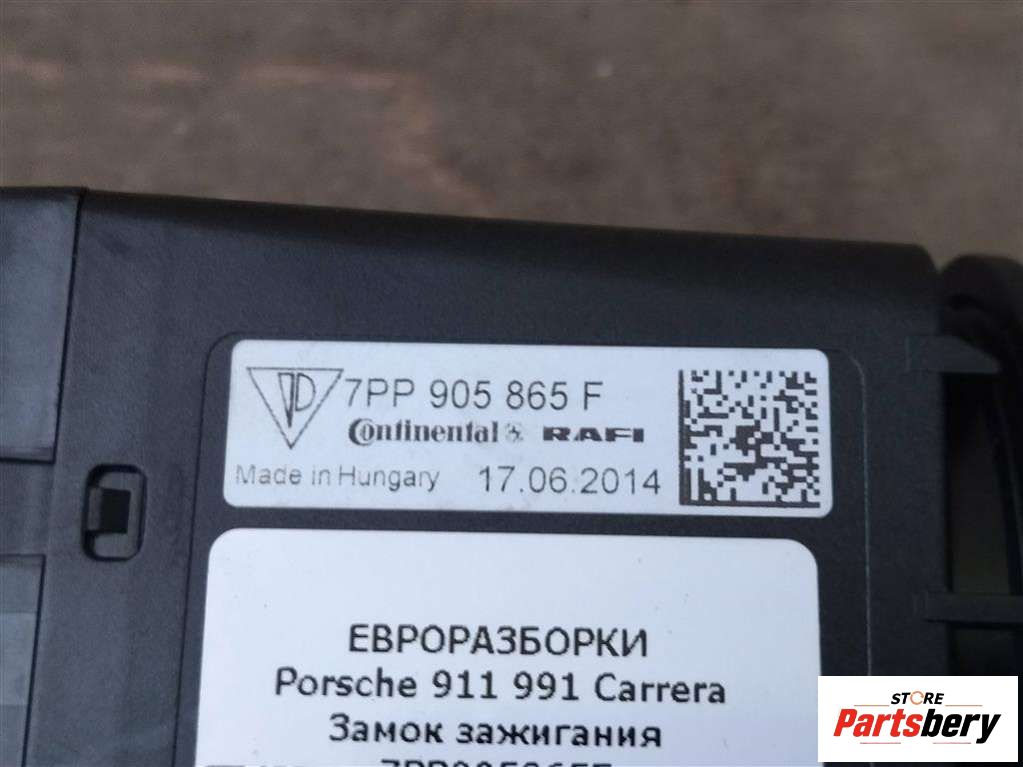 7PP 905 865 F
Continental RAFI
Made in Hungary 17.06.2014
ЕВРОРАЗБОРКИ
Porsche 911 991 Carrera
Замок зажигания
7PP905865F
STORE
Partsbery